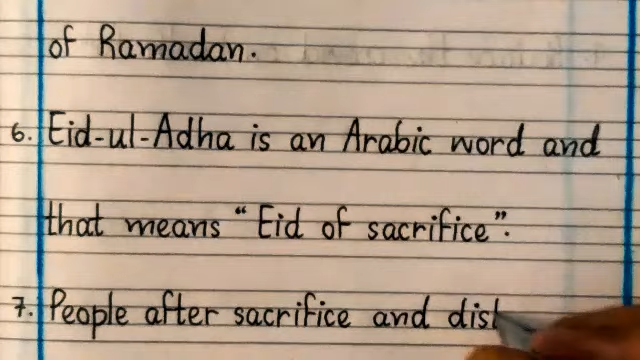 of Ramadan.
6. Eid-ul-Adha is an Arabic word and
that means "Eid of sacrifice".
7. People after sacrifice and